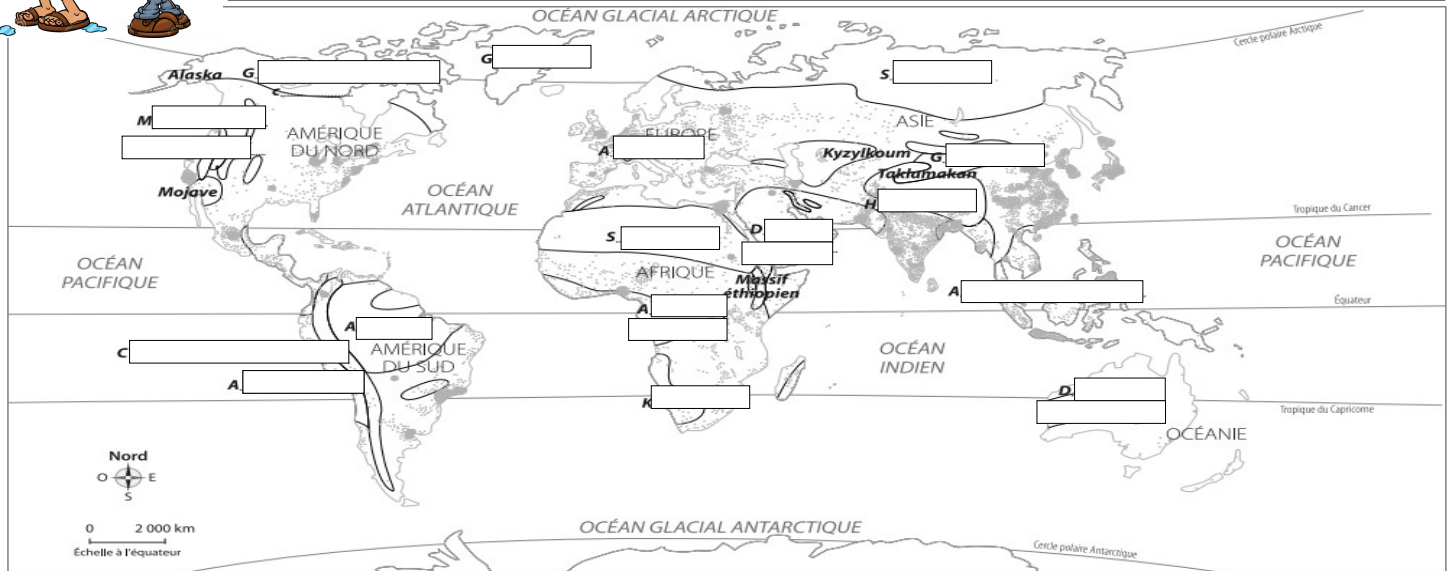 OCÉAN GLACIAL ARCTIQUE
Cercle polaire Arctique
G
Alaska G
S
c
M
AMÉRIQUE
DU NORD
ASIE
EUROPE
A
Kyzylkoum G
Taklumakan
Mojave
OCÉAN
ATLANTIQUE
H
Tropique du Cancer
S
D
OCÉAN
PACIFIQUE
OCÉAN
PACIFIQUE
AFRIQUE
Massif
éthiopien
A
A
Équateur
A
C
AMÉRIQUE
DU SUD
OCÉAN
INDIEN
A
K
D
Tropique du Capricorne
OCÉANIE
Nord
O E
S
0 2 000 km
Échelle à l'équateur
OCÉAN GLACIAL ANTARCTIQUE
Cercle polaire Antarctique